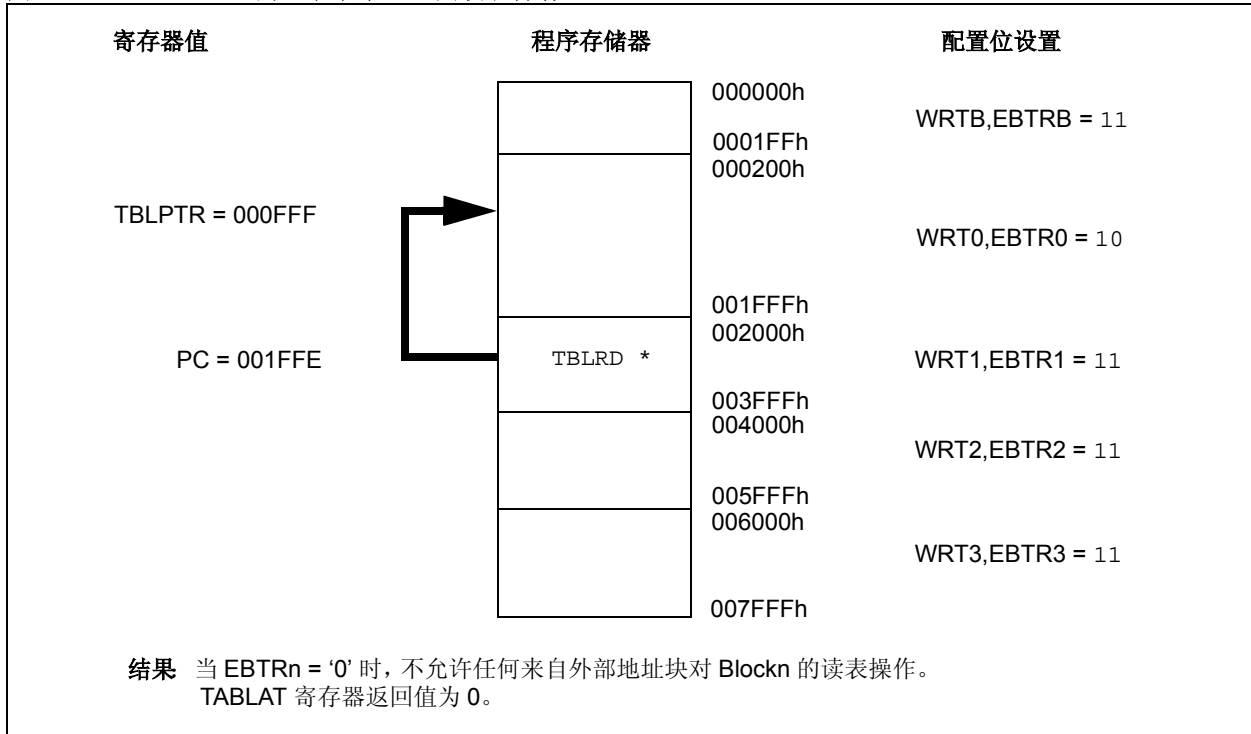 寄存器值 程序存储器 配置位设置
000000h
WRTB,EBTRB = 11
0001FFh
000200h
TBLPTR = 000FFF
WRT0,EBTR0 = 10
001FFFh
002000h
PC = 001FFE TBLRD * WRT1,EBTR1 = 11
003FFFh
004000h
WRT2,EBTR2 = 11
005FFFh
006000h
WRT3,EBTR3 = 11
007FFFh
结果 当 EBTRn = '0' 时，不允许任何来自外部地址块对 Blockn 的读表操作。
TABLAT 寄存器返回值为 0。